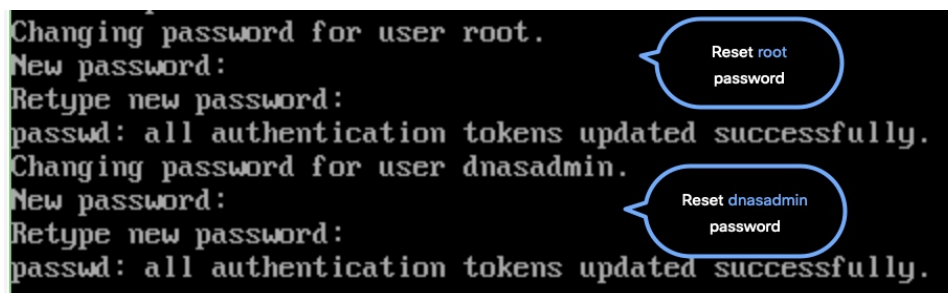 Changing password for user root.
New password:
Retype new password:
passwd: all authentication tokens updated successfully.
Changing password for user dnasadmin.
New password:
Retype new password:
passwd: all authentication tokens updated successfully.
Reset root
password
Reset dnasadmin
password